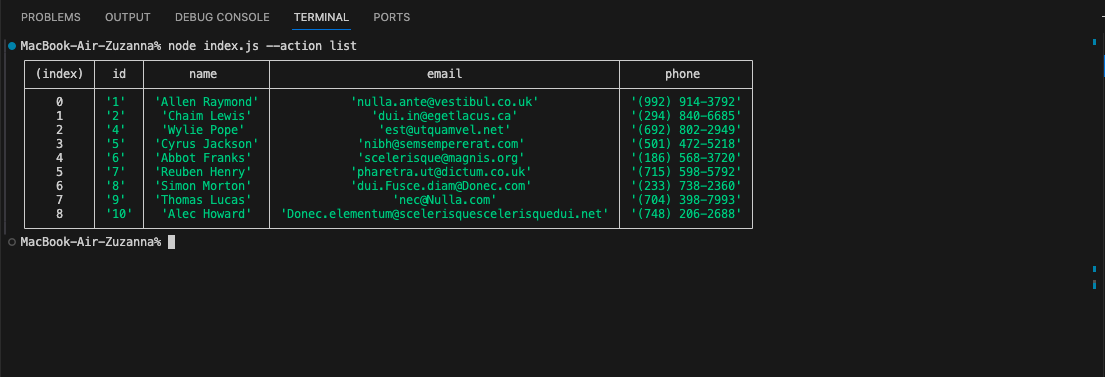 PROBLEMS OUTPUT DEBUG CONSOLE TERMINAL PORTS
MacBook-Air-Zuzanna% node index.js --action list
(index) id name email phone
0 '1' 'Allen Raymond' 'nulla.ante@vestibul.co.uk' '(992) 914-3792'
1 '2' 'Chaim Lewis' 'dui.in@egetlacus.ca' '(294) 840-6685'
2 '4' 'Wylie Pope' 'est@utquamvel.net' '(692) 802-2949'
3 '5' 'Cyrus Jackson' 'nibh@semsempererat.com' '(501) 472-5218'
4 '6' 'Abbot Franks' 'scelerisque@magnis.org' '(186) 568-3720'
5 '7' 'Reuben Henry' 'pharetra.ut@dictum.co.uk' '(715) 598-5792'
6 '8' 'Simon Morton' 'dui.Fusce.diam@Donec.com' '(233) 738-2360'
7 '9' 'Thomas Lucas' 'nec@Nulla.com' '(704) 398-7993'
8 '10' 'Alec Howard' 'Donec.elementum@scelerisquescelerisquedui.net' '(748) 206-2688'
MacBook-Air-Zuzanna%